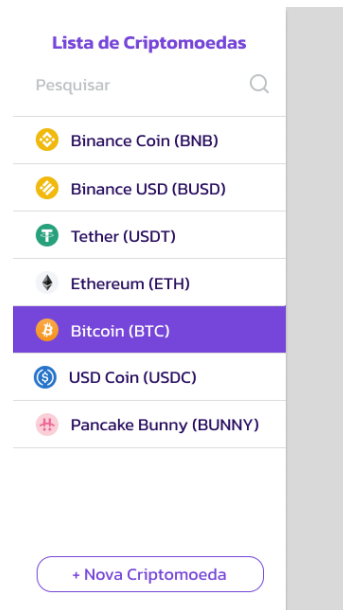 Lista de Criptomoedas
Pesquisar
Binance Coin (BNB)
Binance USD (BUSD)
Tether (USDT)
Ethereum (ETH)
Bitcoin (BTC)
USD Coin (USDC)
Pancake Bunny (BUNNY)
+ Nova Criptomoeda